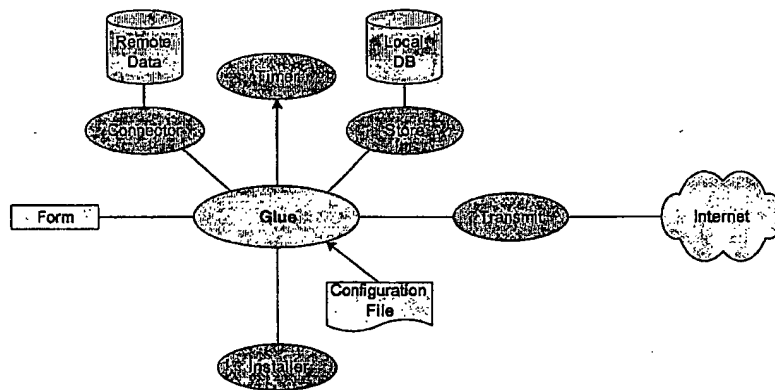 Remote
Data
Local
DB
Timer
Connector
Store
Form
Glue
Transmit
Internet
Configuration
File
Installer